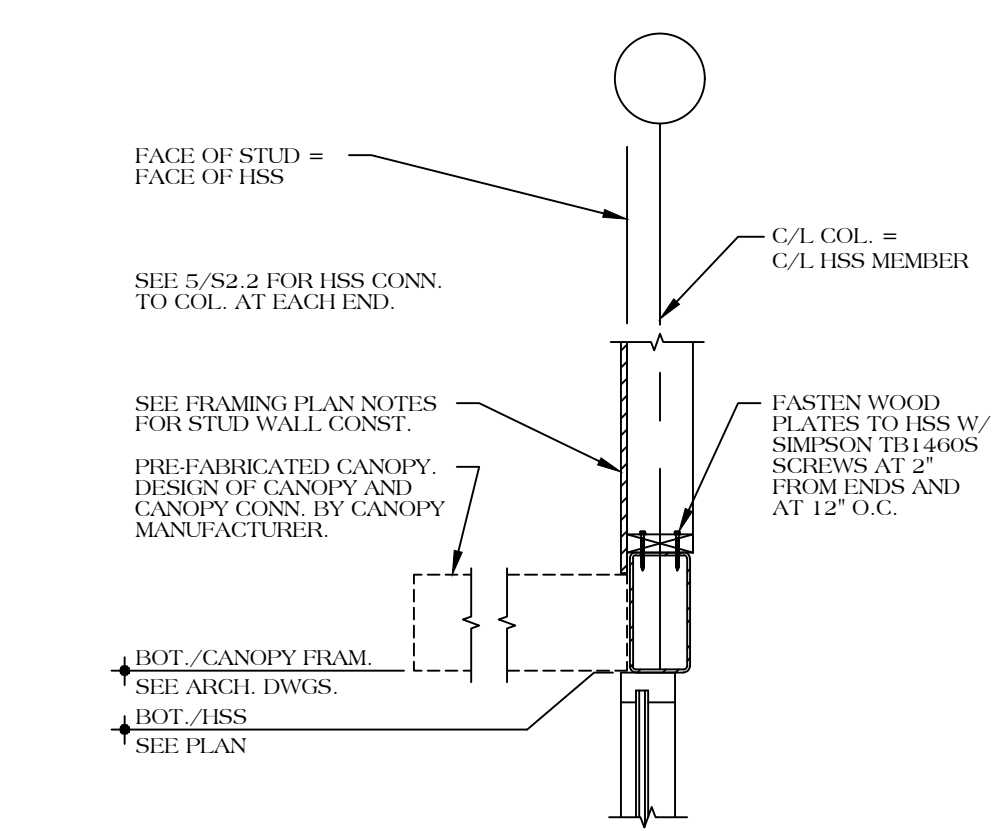 FACE OF STUD =
FACE OF HSS
C/L COL. =
C/L HSS MEMBER
SEE 5/S2.2 FOR HSS CONN.
TO COL. AT EACH END.
SEE FRAMING PLAN NOTES
FOR STUD WALL CONST.
FASTEN WOOD
PLATES TO HSS W/
SIMPSON TB1460S
SCREWS AT 2"
FROM ENDS AND
AT 12" O.C.
PRE-FABRICATED CANOPY.
DESIGN OF CANOPY AND
CANOPY CONN. BY CANOPY
MANUFACTURER.
BOT./CANOPY FRAM.
SEE ARCH. DWGS.
BOT./HSS
SEE PLAN